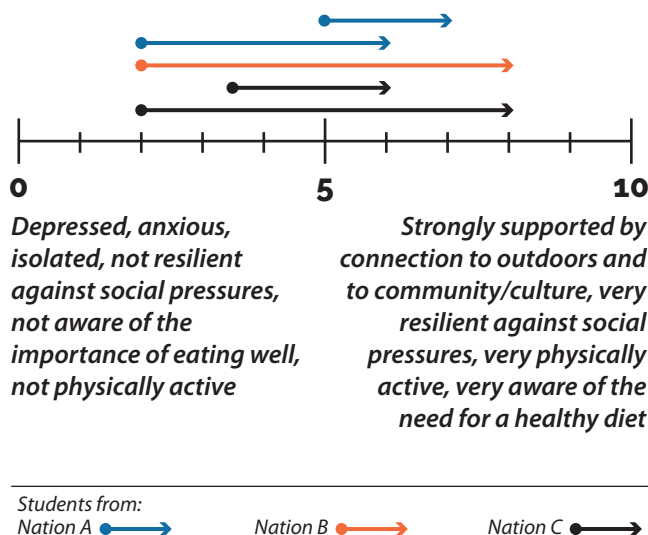 0 5 10
Depressed, anxious,
isolated, not resilient
against social pressures,
not aware of the
importance of eating well,
not physically active
Strongly supported by
connection to outdoors and
to community/culture, very
resilient against social
pressures, very physically
active, very aware of the
need for a healthy diet
Students from:
Nation A Nation B Nation C